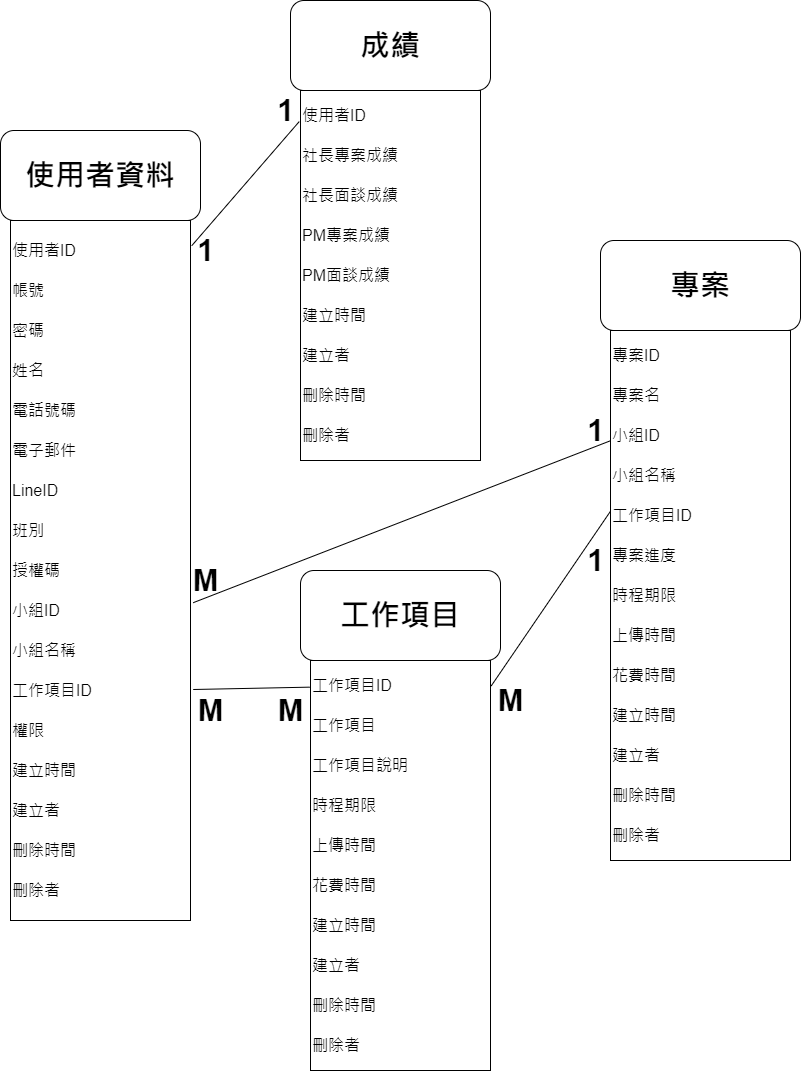 成績
1
使用者ID
社長專案成績
社長面談成績
PM專案成績
PM面談成績
建立時間
建立者
刪除時間
刪除者
使用者資料
1
使用者ID
帳號
密碼
姓名
電話號碼
電子郵件
LineID
班別
授權碼
小組ID
小組名稱
工作項目ID
權限
建立時間
建立者
刪除時間
刪除者
M
M
專案
1
專案ID
專案名
小組ID
小組名稱
工作項目ID
專案進度
時程期限
上傳時間
花費時間
建立時間
建立者
刪除時間
刪除者
1
工作項目
M
M
工作項目ID
工作項目
工作項目說明
時程期限
上傳時間
花費時間
建立時間
建立者
刪除時間
刪除者